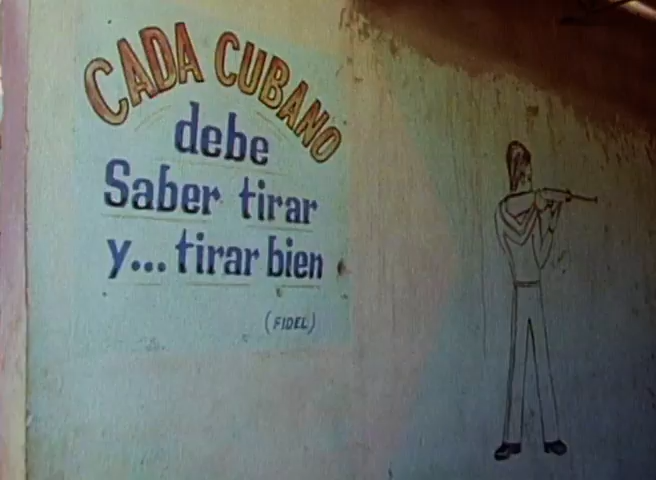 CADA CUBANO
debe
Saber tirar
y... tirar bien
(FIDEL)